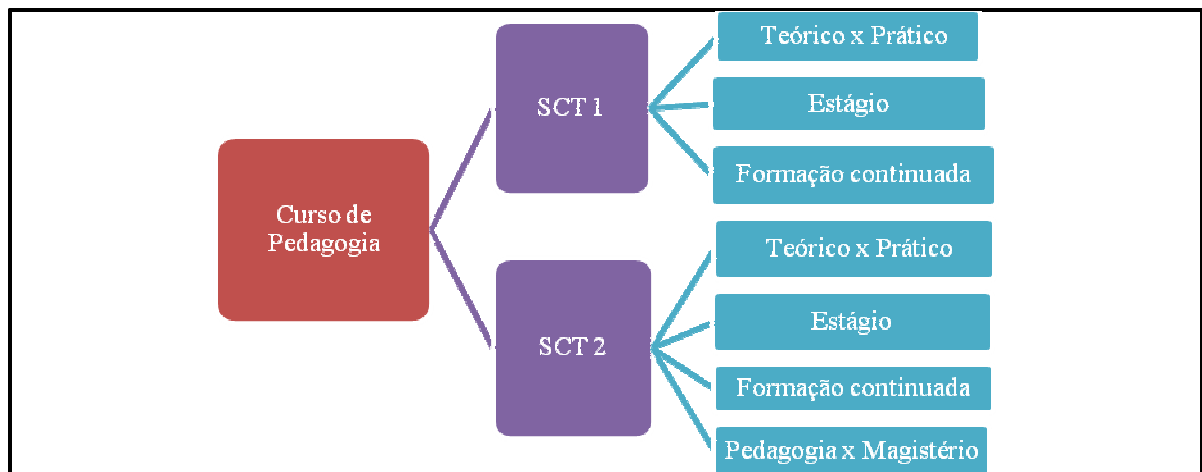 Curso de
Pedagogia
SCT 1
Teórico x Prático
Estágio
Formação continuada
SCT 2
Teórico x Prático
Estágio
Formação continuada
Pedagogia x Magistério